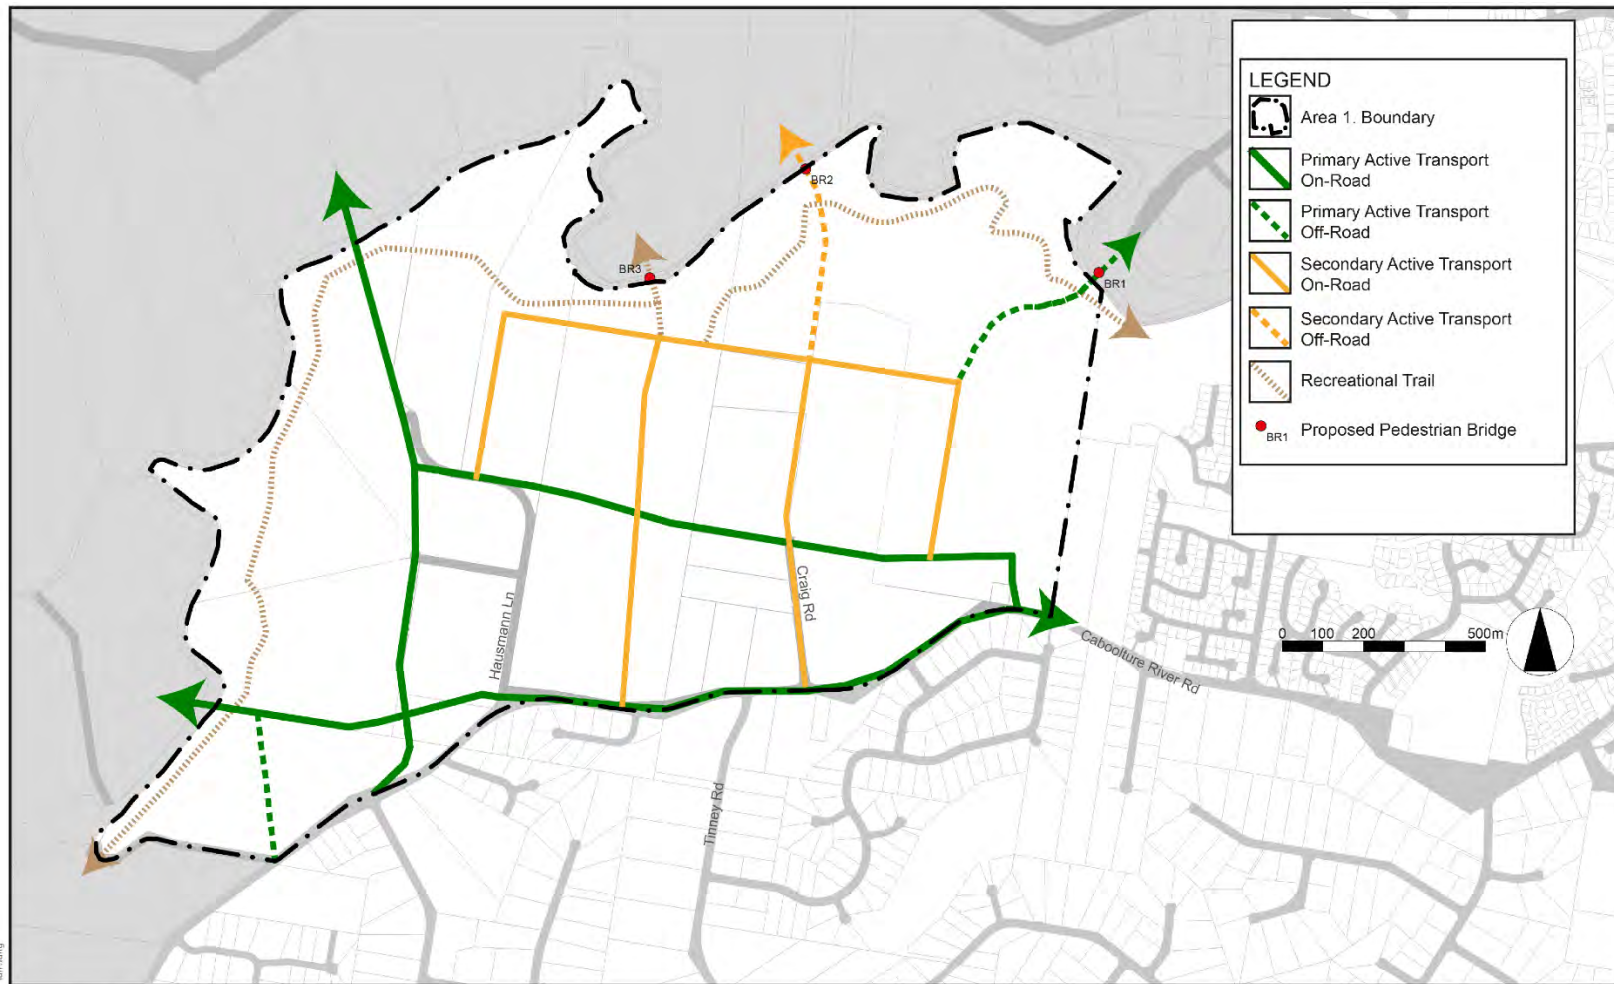 LEGEND
Area 1. Boundary
Primary Active Transport
On-Road
Primary Active Transport
Off-Road
Secondary Active Transport
On-Road
Secondary Active Transport
Off-Road
Recreational Trail
BR1 Proposed Pedestrian Bridge
BR2
BR3
BR1
Craig Rd
Hausmann Ln
Caboolture River Rd
Tinney Rd
0 100 200 500m